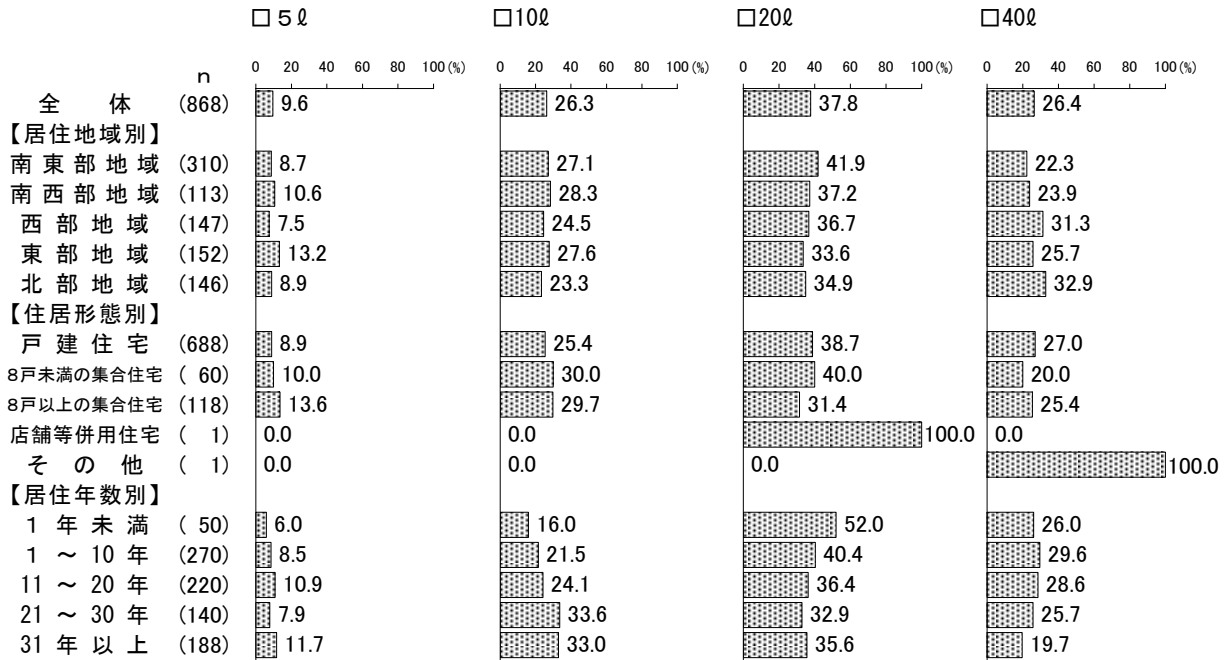 □ 5ℓ □10ℓ □20ℓ □40ℓ
n 0 20 40 60 80 100(%) 0 20 40 60 80 100(%) 0 20 40 60 80 100(%) 0 20 40 60 80 100(%)
全 体 (868) 9.6 26.3 37.8 26.4
【居住地域別】
南東部地域 (310) 8.7 27.1 41.9 22.3
南西部地域 (113) 10.6 28.3 37.2 23.9
西部地域 (147) 7.5 24.5 36.7 31.3
東部地域 (152) 13.2 27.6 33.6 25.7
北部地域 (146) 8.9 23.3 34.9 32.9
【住居形態別】
戸建住宅 (688) 8.9 25.4 38.7 27.0
8戸未満の集合住宅 ( 60) 10.0 30.0 40.0 20.0
8戸以上の集合住宅 (118) 13.6 29.7 31.4 25.4
店舗等併用住宅 ( 1) 0.0 0.0 100.0 0.0
その他 ( 1) 0.0 0.0 0.0 100.0
【居住年数別】
1年未満 ( 50) 6.0 16.0 52.0 26.0
1～10年 (270) 8.5 21.5 40.4 29.6
11～20年 (220) 10.9 24.1 36.4 28.6
21～30年 (140) 7.9 33.6 32.9 25.7
31年以上 (188) 11.7 33.0 35.6 19.7